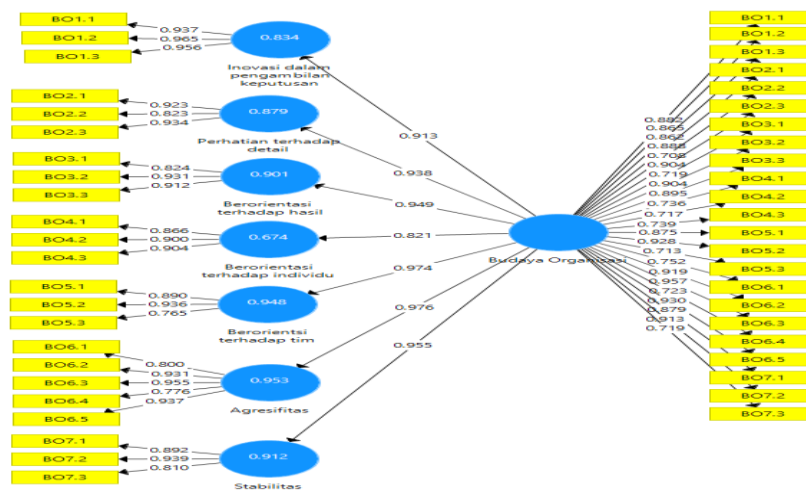 BO1.1
BO1.2
BO1.3
0.937
0.965
0.956
0.834
Inovasi dalam
pengambilan
keputusan
BO2.1
BO2.2
BO2.3
0.923
0.823
0.934
0.879
Perhatian terhadap
detail
BO3.1
BO3.2
BO3.3
0.824
0.931
0.912
0.901
Berorientasi
terhadap hasil
BO4.1
BO4.2
BO4.3
0.866
0.900
0.904
0.674
Berorientasi
terhadap individu
BO5.1
BO5.2
BO5.3
0.890
0.936
0.765
0.948
Berorientsi
terhadap tim
BO6.1
BO6.2
BO6.3
BO6.4
BO6.5
0.800
0.931
0.955
0.776
0.937
0.953
Agresifitas
BO7.1
BO7.2
BO7.3
0.892
0.939
0.810
0.912
Stabilitas
0.913
0.938
0.949
0.821
0.974
0.976
0.955
Budaya Organisasi
0.882
0.865
0.862
0.888
0.708
0.904
0.719
0.904
0.895
0.736
0.717
0.739
0.875
0.928
0.713
0.752
0.919
0.957
0.723
0.930
0.879
0.913
0.719
BO1.1
BO1.2
BO1.3
BO2.1
BO2.2
BO2.3
BO3.1
BO3.2
BO3.3
BO4.1
BO4.2
BO4.3
BO5.1
BO5.2
BO5.3
BO6.1
BO6.2
BO6.3
BO6.4
BO6.5
BO7.1
BO7.2
BO7.3